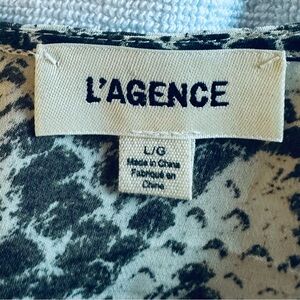 L'AGENCE
L/G
Made in China
Fabriqué en
Chine